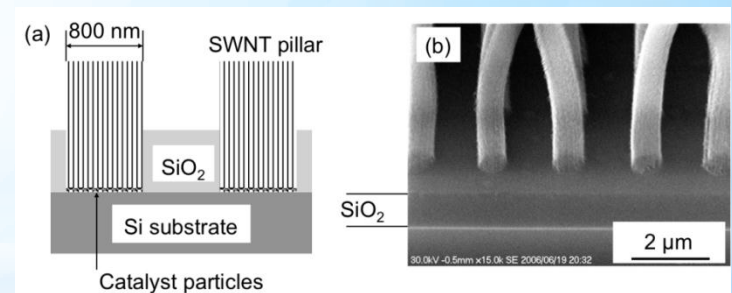 (a)
800 nm
SWNT pillar
SiO₂
Si substrate
Catalyst particles
(b)
SiO₂
2 μm
30.0kV -0.5mm x15.0k SE 2006/06/19 20:32